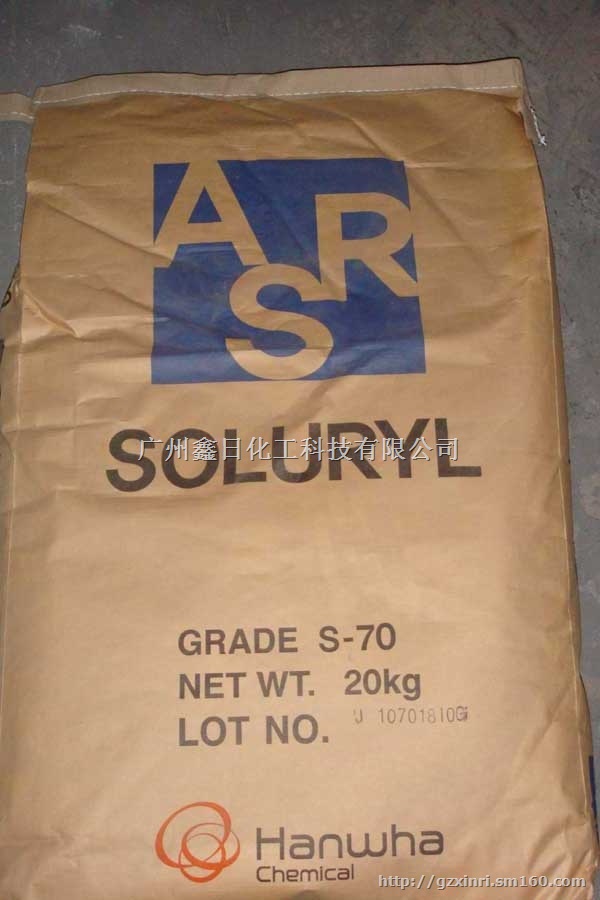 ASR
SOLURYL
广州鑫日化工科技有限公司
GRADE S-70
NET WT. 20kg
LOT NO. J 10701810G
Hanwha
Chemical
http://gzxinri.sm160.com/